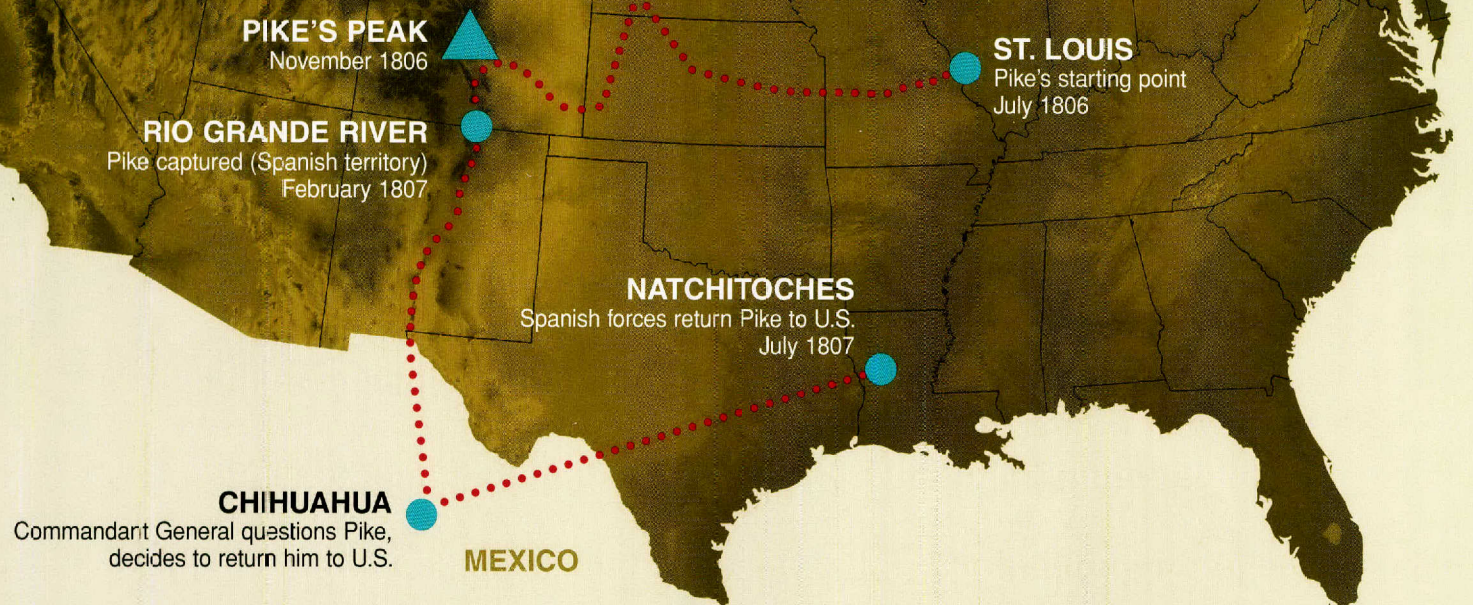 PIKE'S PEAK
November 1806
ST. LOUIS
Pike's starting point
July 1806
RIO GRANDE RIVER
Pike captured (Spanish territory)
February 1807
NATCHITOCHES
Spanish forces return Pike to U.S.
July 1807
CHIHUAHUA
Commandant General questions Pike,
decides to return him to U.S.
MEXICO